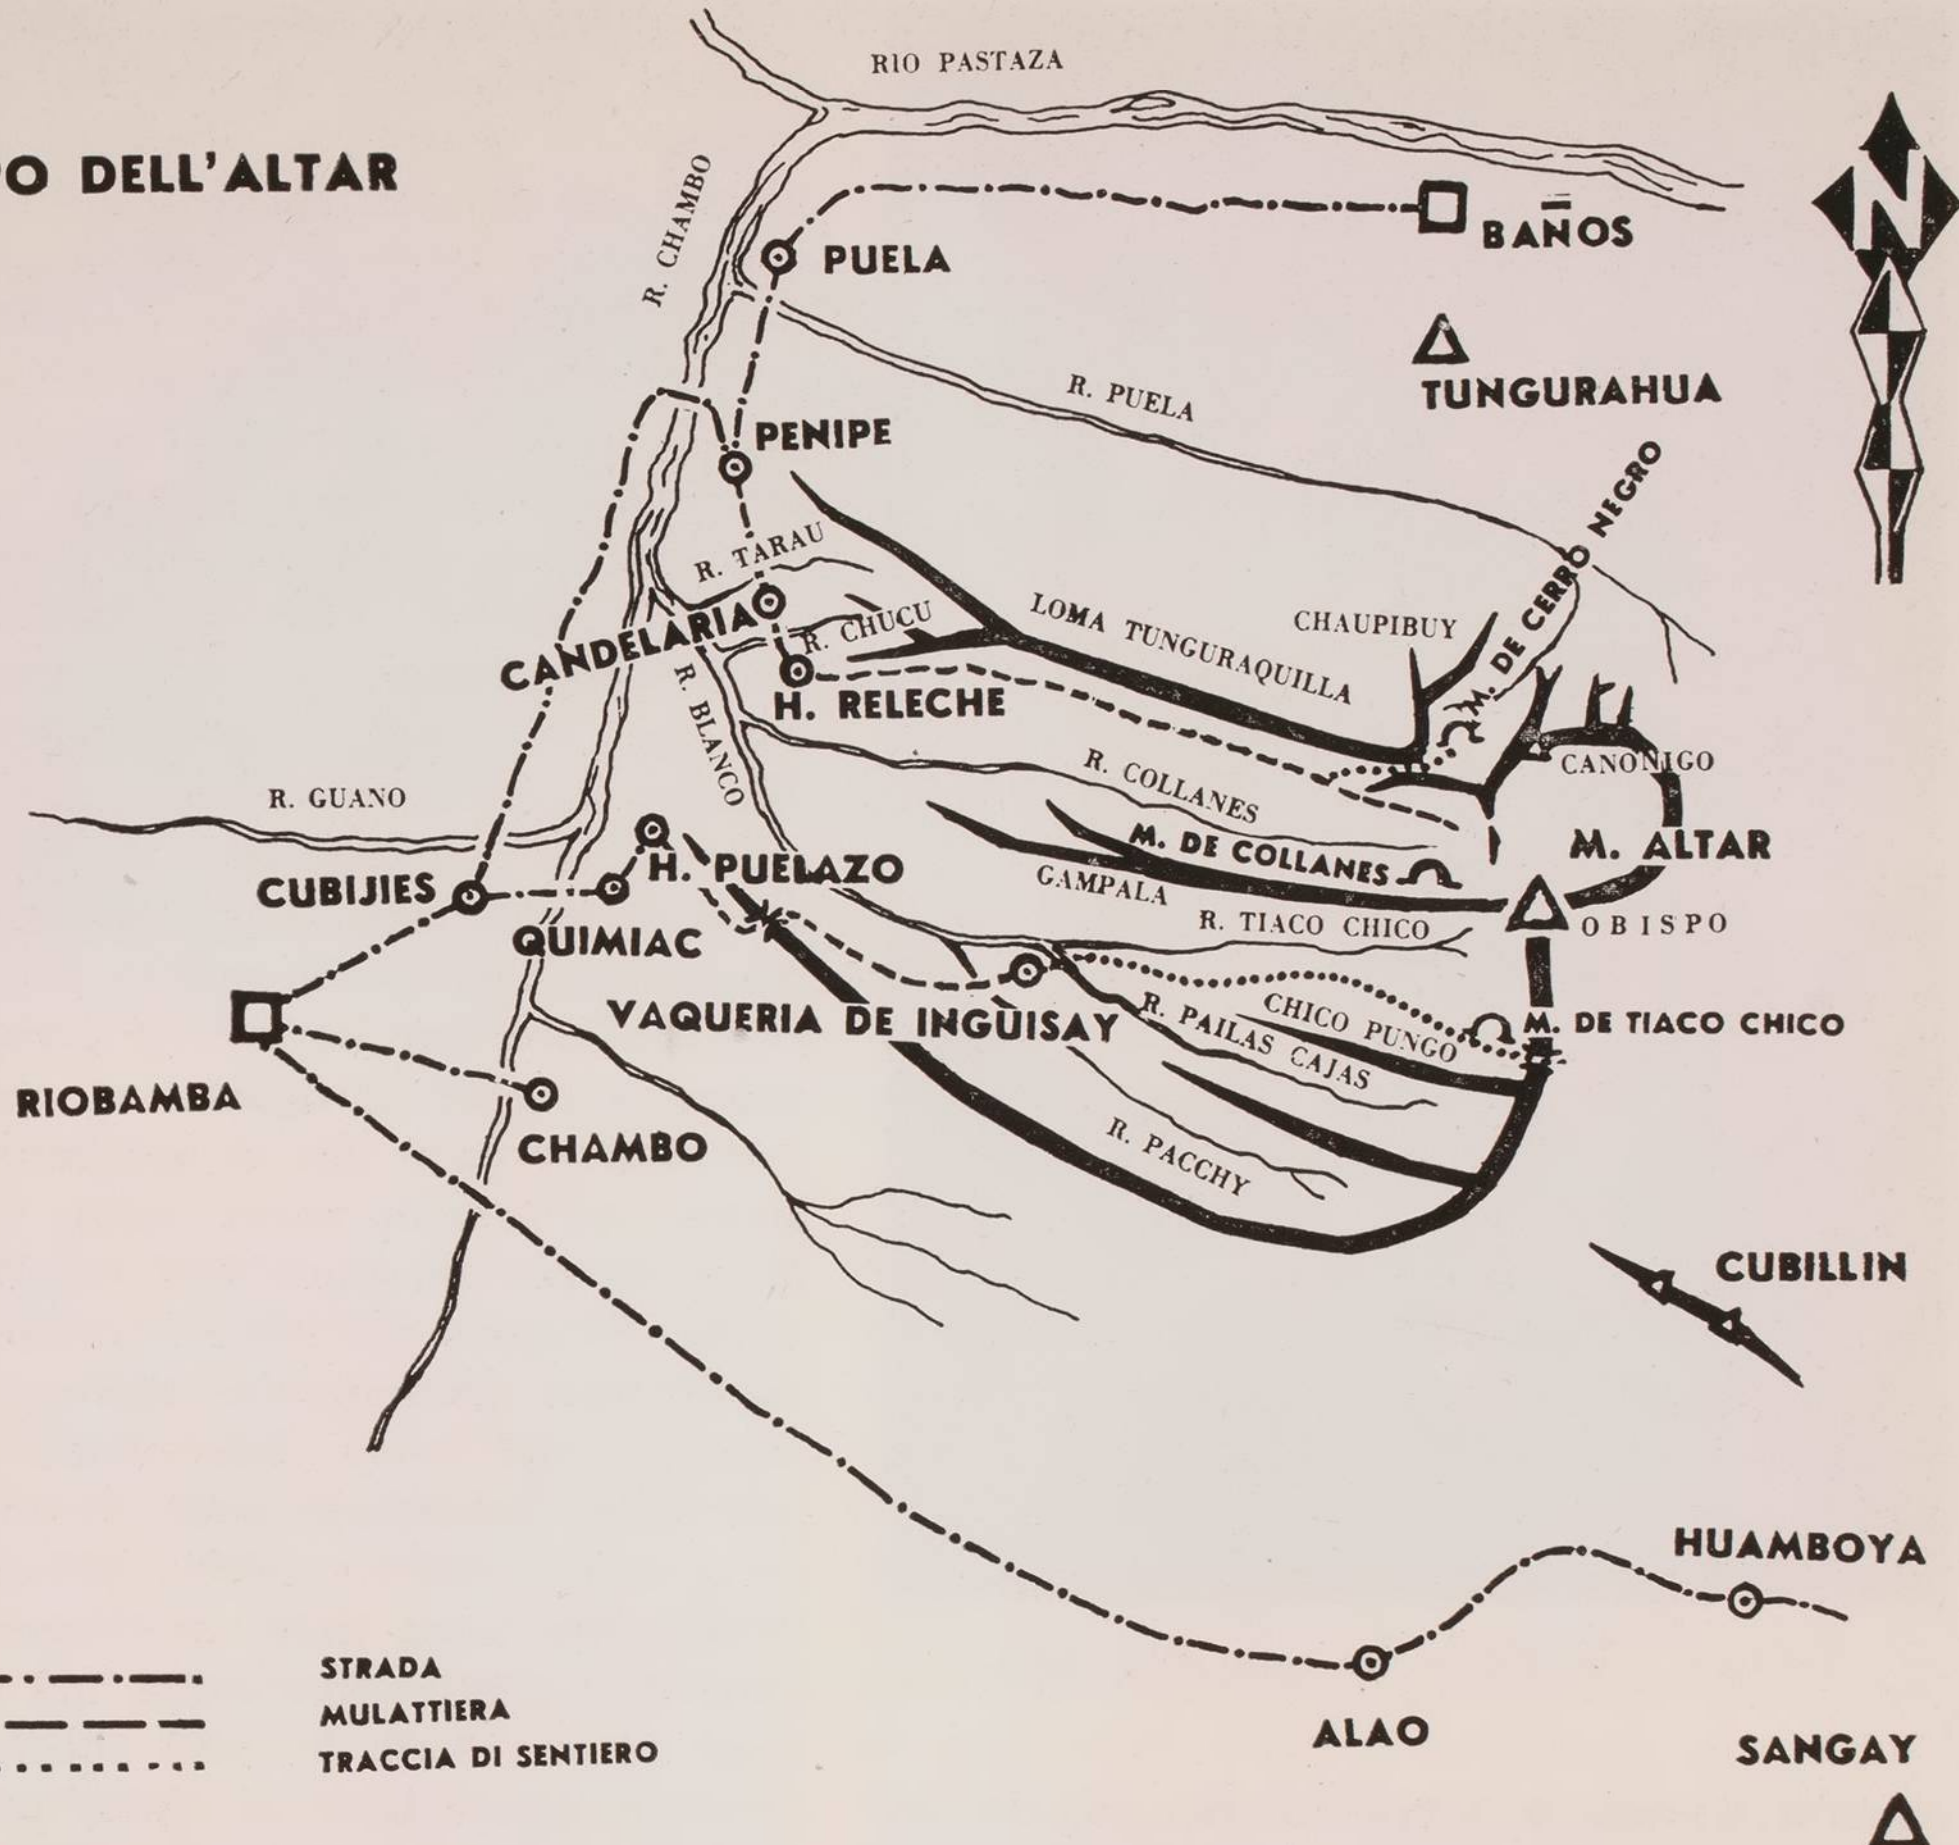 RIO PASTAZA
O DELL'ALTAR
R. CHAMBO
N
PUELA
BAÑOS
TUNGURAHUA
R. PUELA
PENIPE
M. DE CERRO NEGRO
R. TARAU
CANDELARIA
R. CHUCU
LOMA TUNGURAQUILLA
CHAUPIBUY
H. RELECHE
R. BLANCO
CANONIGO
R. COLLANES
R. GUANO
M. DE COLLANES
M. ALTAR
H. PUELAZO
CUBIJIES
GAMPALA
R. TIACO CHICO
OBISPO
QUIMIAC
VAQUERIA DE INGÙISAY
CHICO PUNGO
M. DE TIACO CHICO
R. PAILAS CAJAS
RIOBAMBA
CHAMBO
R. PACCHY
CUBILLIN
HUAMBOYA
ALAO
SANGAY
STRADA
MULATTIERA
TRACCIA DI SENTIERO